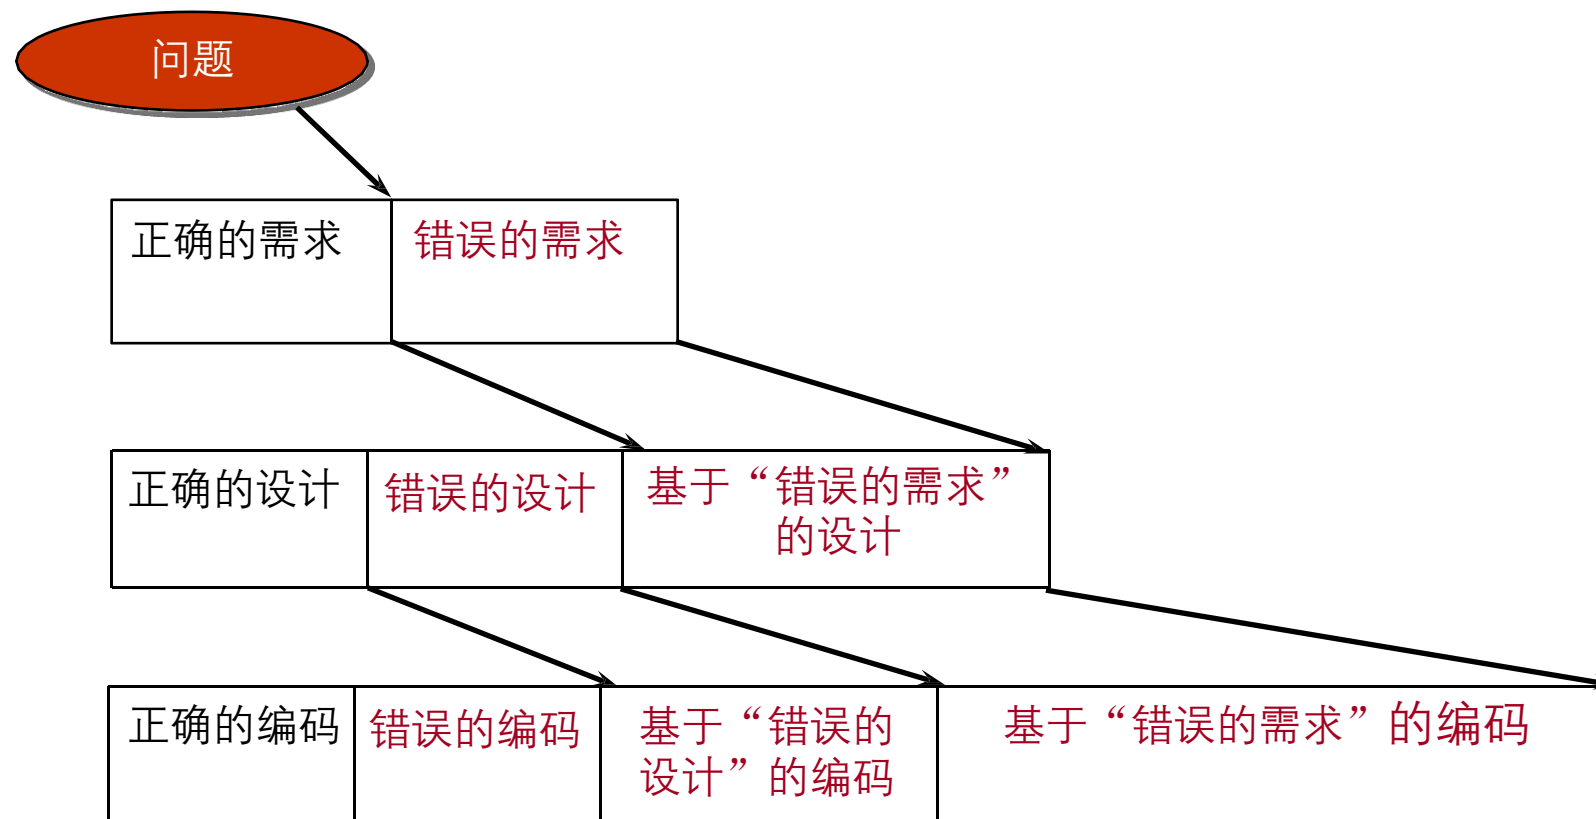 问题
正确的需求
错误的需求
正确的设计
错误的设计
基于“错误的需求”
的设计
正确的编码
错误的编码
基于“错误的
设计”的编码
基于“错误的需求”的编码